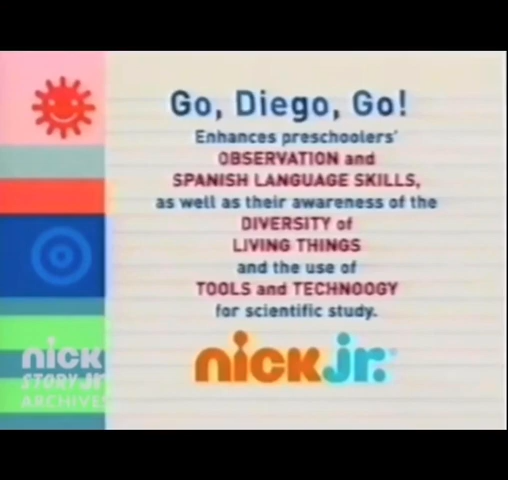 Go, Diego, Go!
Enhances preschoolers'
OBSERVATION and
SPANISH LANGUAGE SKILLS,
as well as their awareness of the
DIVERSITY of
LIVING THINGS
and the use of
TOOLS and TECHNOOGY
for scientific study.
nick jr.
nick
STORY Jr
ARCHIVES